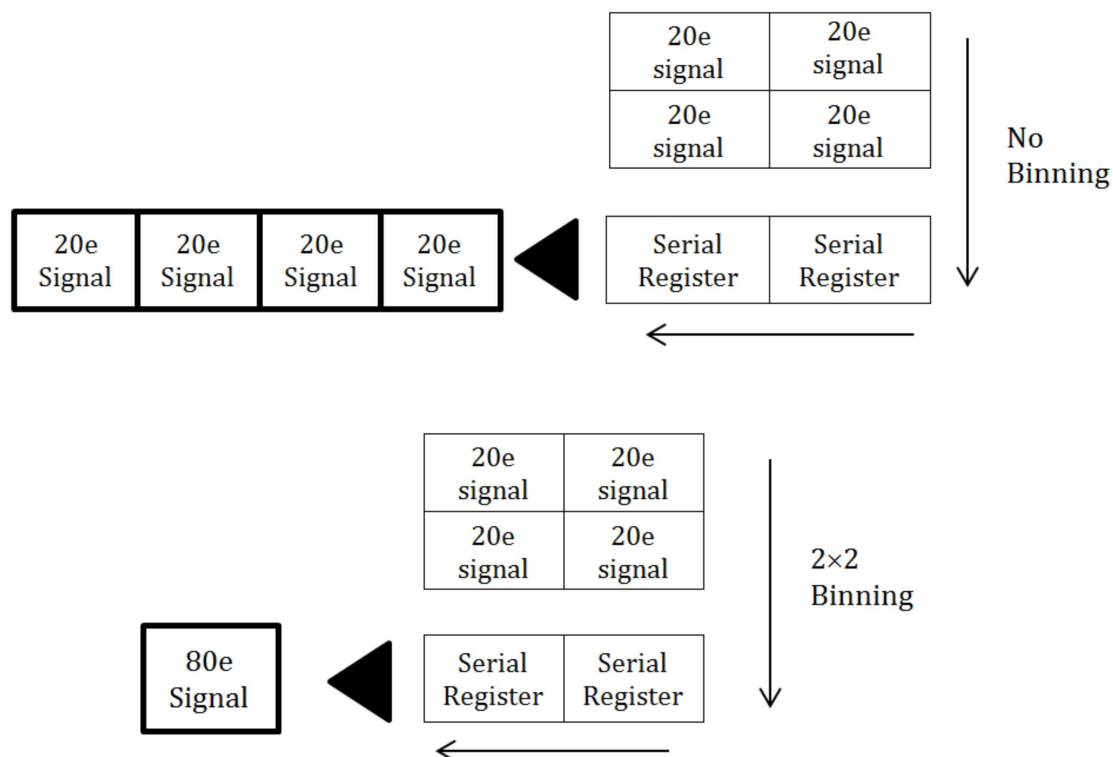 20e
signal
20e
signal
20e
signal
20e
signal
No
Binning
20e
Signal
20e
Signal
20e
Signal
20e
Signal
Serial
Register
Serial
Register
20e
signal
20e
signal
20e
signal
20e
signal
2×2
Binning
80e
Signal
Serial
Register
Serial
Register